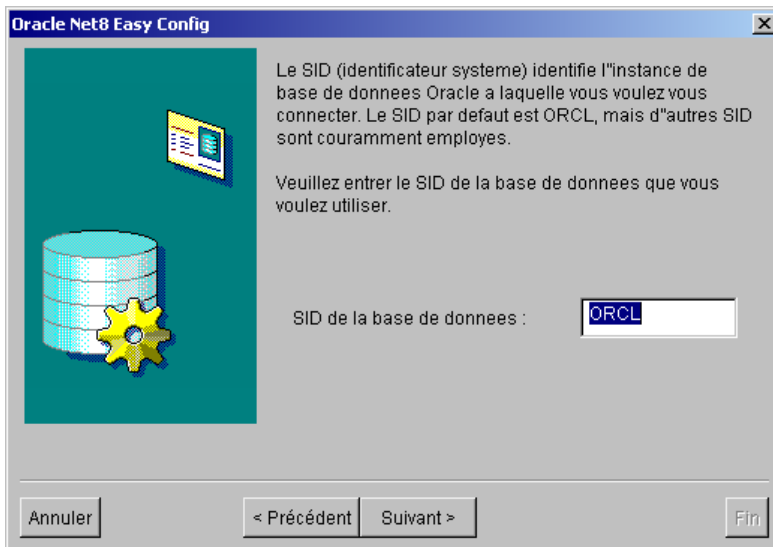 Oracle Net8 Easy Config
Le SID (identificateur systeme) identifie l"instance de
base de donnees Oracle a laquelle vous voulez vous
connecter. Le SID par defaut est ORCL, mais d"autres SID
sont couramment employes.
Veuillez entrer le SID de la base de donnees que vous
voulez utiliser.
SID de la base de donnees :
ORCL
Annuler
< Précédent
Suivant >
Fin